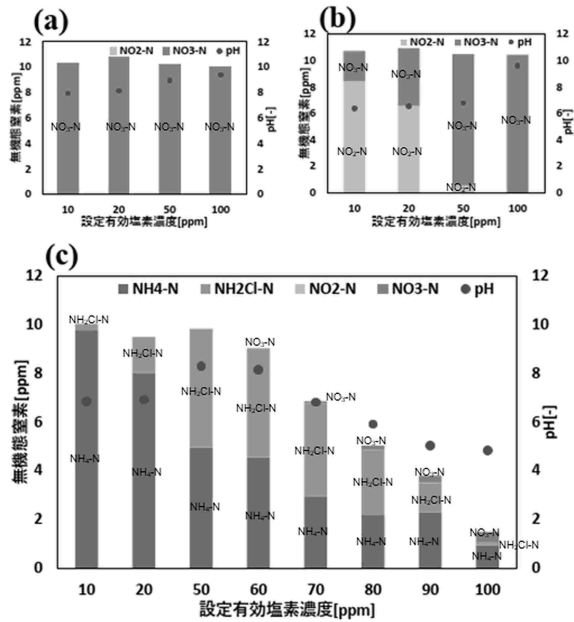 (a)
NO2-N NO3-N pH
無機態窒素[ppm]
12
10
8
6
4
2
0
NO₃-N NO₃-N NO₃-N NO₃-N
12
10
8
6
4
2
0
pH[-]
10 20 50 100
設定有効塩素濃度[ppm]
(b)
NO2-N NO3-N pH
無機態窒素[ppm]
12
10
8
6
4
2
0
NO₃-N NO₃-N NO₃-N NO₃-N
NO₂-N NO₂-N NO₂-N
12
10
8
6
4
2
0
pH[-]
10 20 50 100
設定有効塩素濃度[ppm]
(c)
NH4-N NH2Cl-N NO2-N NO3-N pH
無機態窒素[ppm]
12
10
8
6
4
2
0
NH₂Cl-N
NH₄-N
NH₂Cl-N
NH₄-N
NH₂Cl-N
NH₄-N
NO₃-N
NH₂Cl-N
NH₄-N
NO₃-N
NH₂Cl-N
NH₄-N
NO₃-N
NH₂Cl-N
NH₄-N
NO₃-N
NH₂Cl-N
NH₄-N
NO₃-N
NH₂Cl-N
NH₄-N
12
10
8
6
4
2
0
pH[-]
10 20 50 60 70 80 90 100
設定有効塩素濃度[ppm]